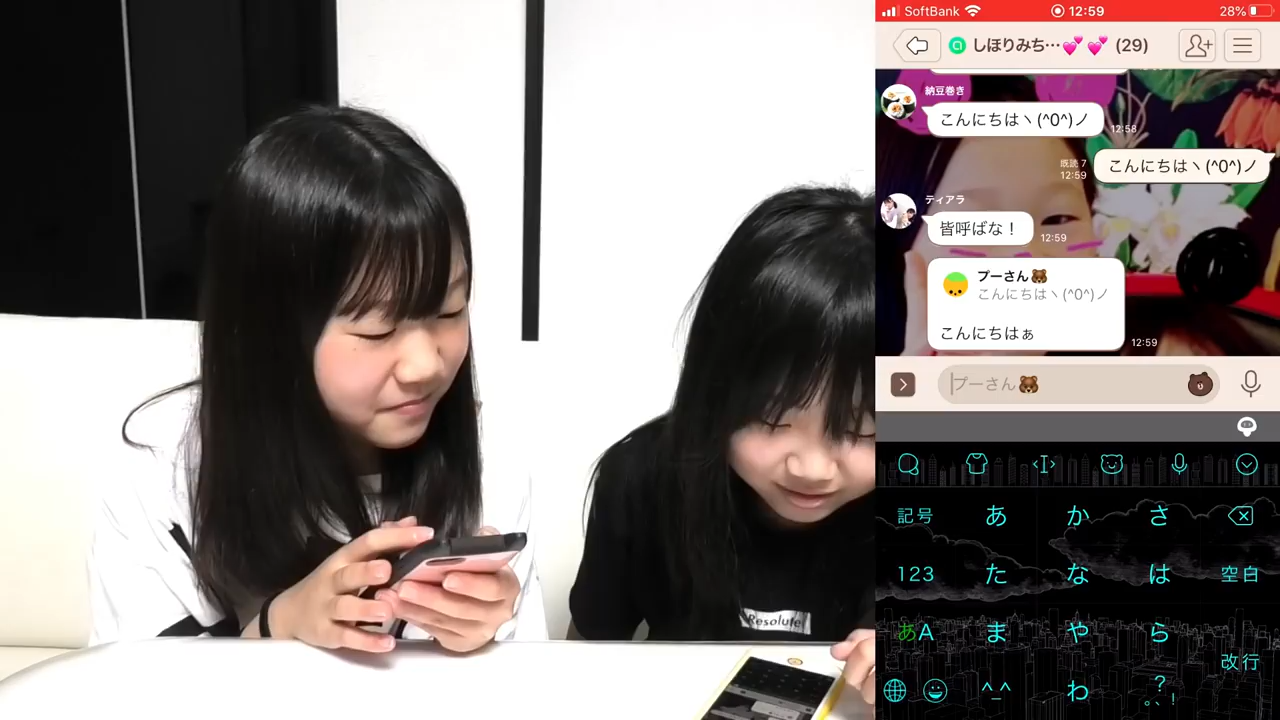 SoftBank 12:59 28%
しほりみち…💕💕 (29)
納豆巻き
こんにちはヽ(^O^)ノ
12:58
既読 7
12:59
こんにちはヽ(^O^)ノ
ティアラ
皆呼ばな！
12:59
プーさん🐻
こんにちはヽ(^O^)ノ
こんにちはぁ
12:59
プーさん🐻
記号 あ か さ
123 た な は 空白
あA ま や ら 改行
^_^ わ 。、?!
Resolute